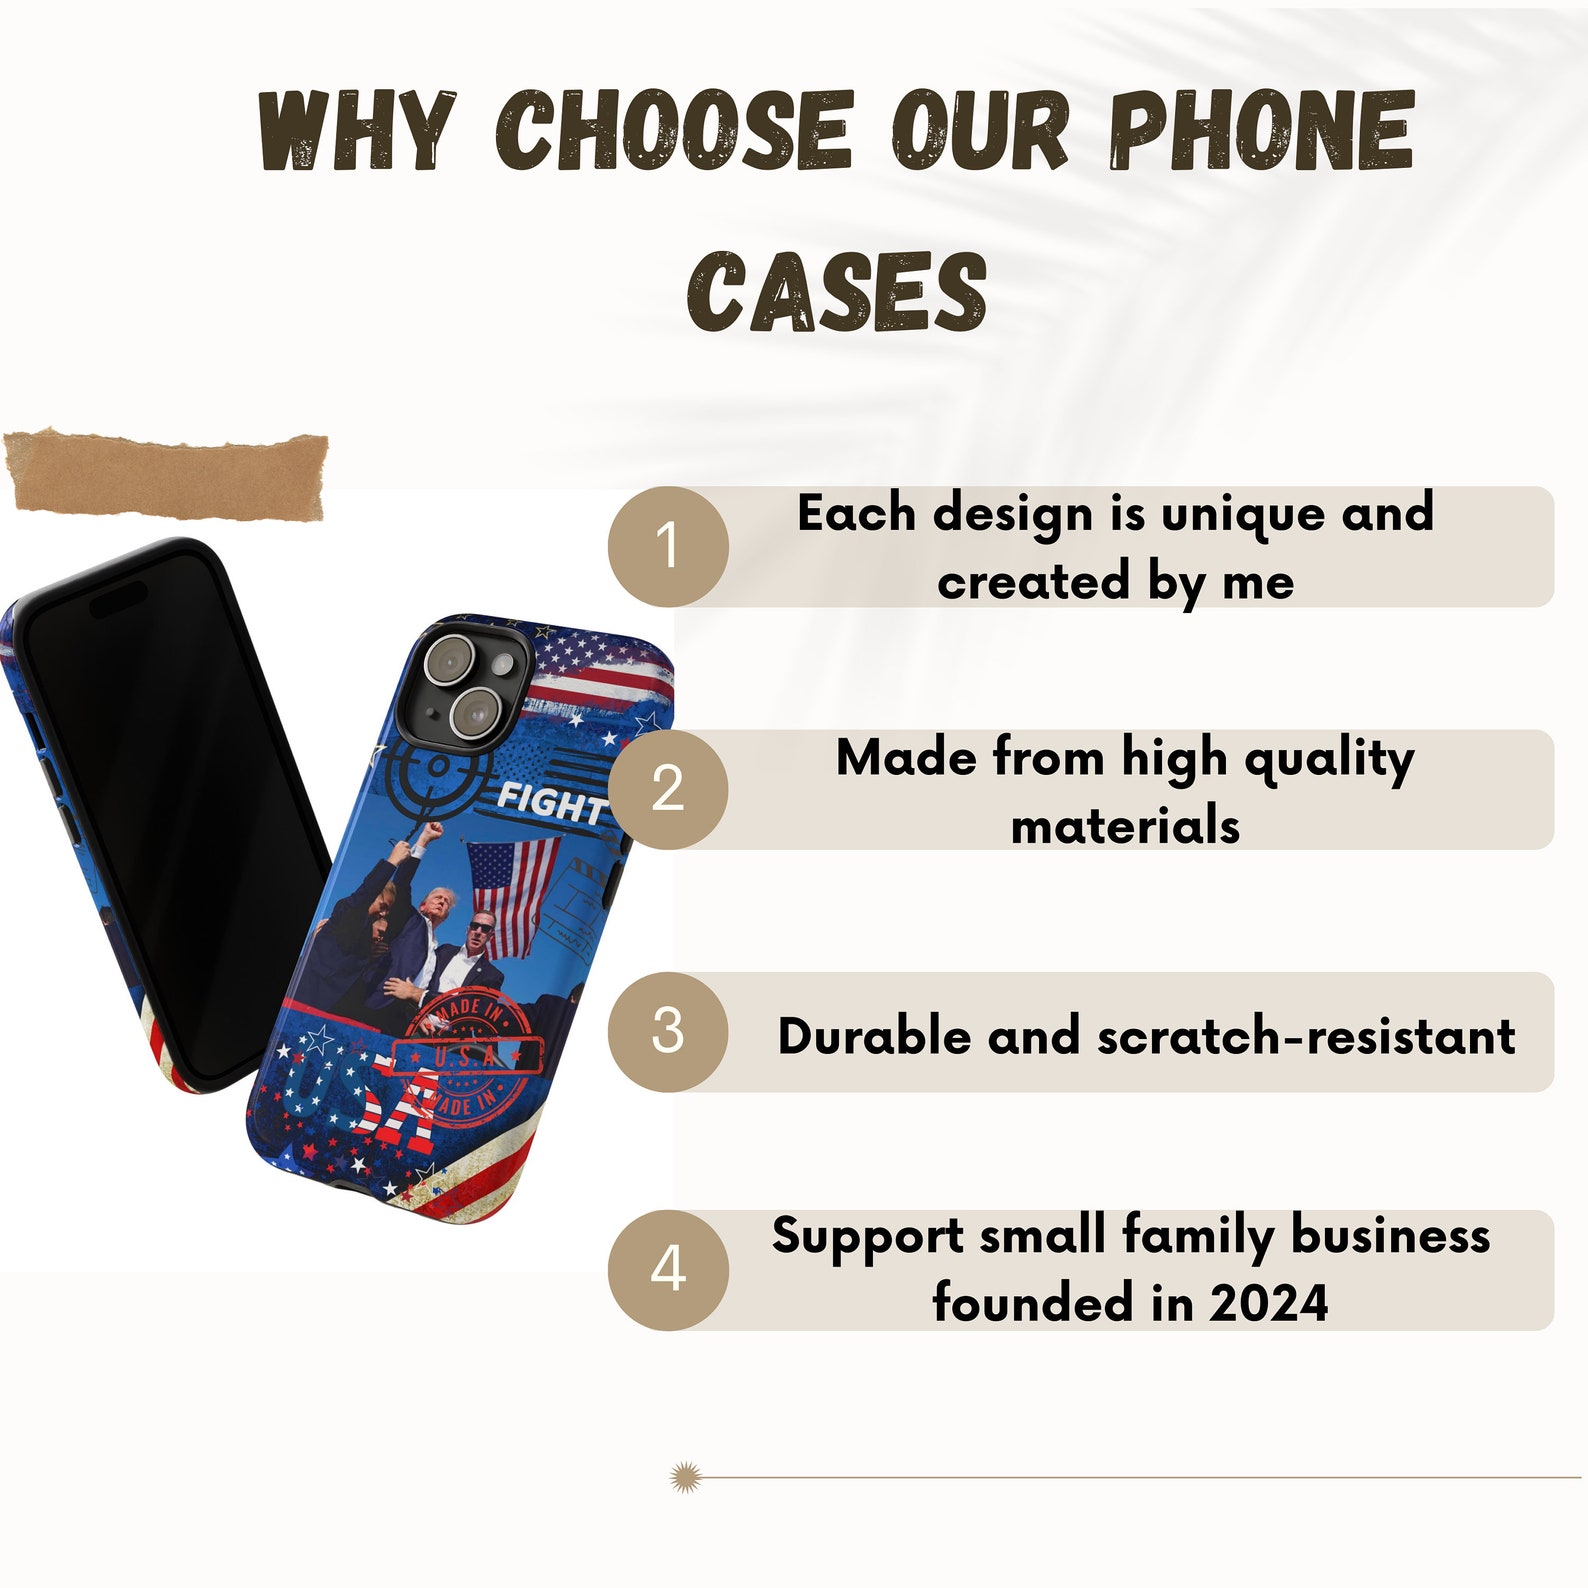 WHY CHOOSE OUR PHONE
CASES
1
Each design is unique and
created by me
FIGHT
2
Made from high quality
materials
MADE IN
U.S.A
MADE IN
USA
3
Durable and scratch-resistant
4
Support small family business
founded in 2024